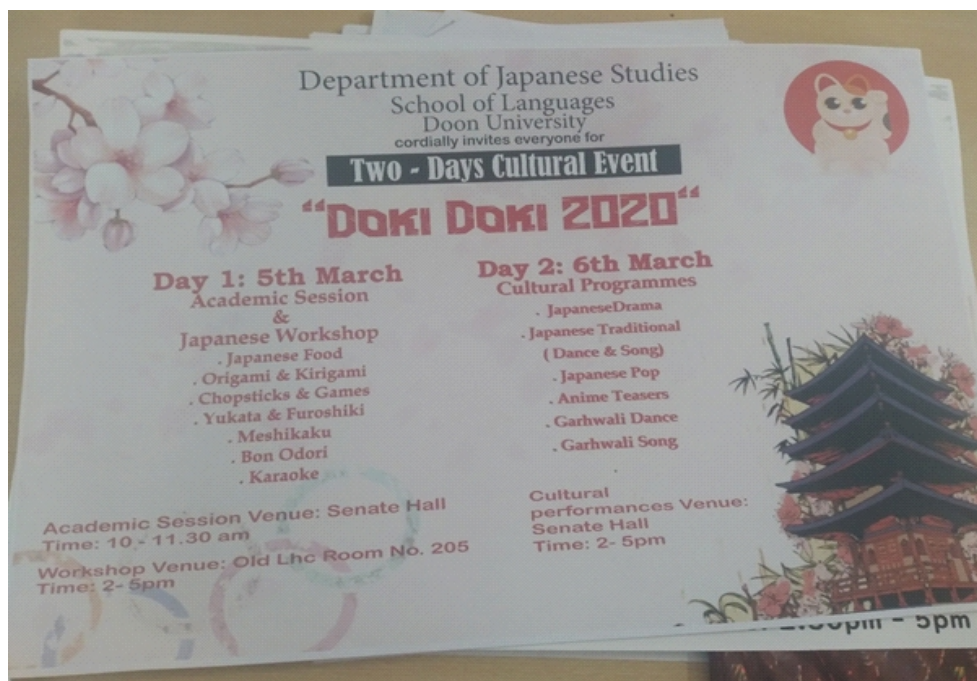 Department of Japanese Studies
School of Languages
Doon University
cordially invites everyone for
Two - Days Cultural Event
“DOKI DOKI 2020“
Day 1: 5th March
Academic Session
&
Japanese Workshop
. Japanese Food
. Origami & Kirigami
. Chopsticks & Games
. Yukata & Furoshiki
. Meshikaku
. Bon Odori
. Karaoke
Academic Session Venue: Senate Hall
Time: 10 - 11.30 am
Workshop Venue: Old Lhc Room No. 205
Time: 2- 5pm
Day 2: 6th March
Cultural Programmes
. JapaneseDrama
. Japanese Traditional
( Dance & Song)
. Japanese Pop
. Anime Teasers
. Garhwali Dance
. Garhwali Song
.
Cultural
performances Venue:
Senate Hall
Time: 2- 5pm
- 5pm